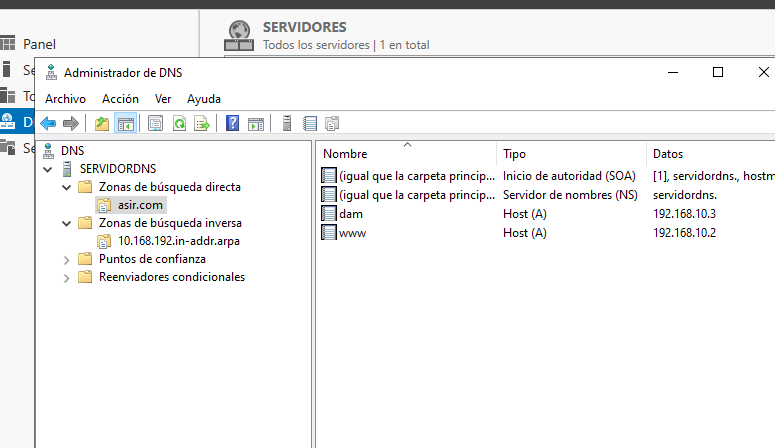 SERVIDORES
Todos los servidores | 1 en total
Panel
Administrador de DNS
Archivo Acción Ver Ayuda
DNS
SERVIDORDNS
Zonas de búsqueda directa
asir.com
Zonas de búsqueda inversa
10.168.192.in-addr.arpa
Puntos de confianza
Reenviadores condicionales
Nombre Tipo Datos
(igual que la carpeta princip... Inicio de autoridad (SOA) [1], servidordns., hostm
(igual que la carpeta princip... Servidor de nombres (NS) servidordns.
dam Host (A) 192.168.10.3
www Host (A) 192.168.10.2